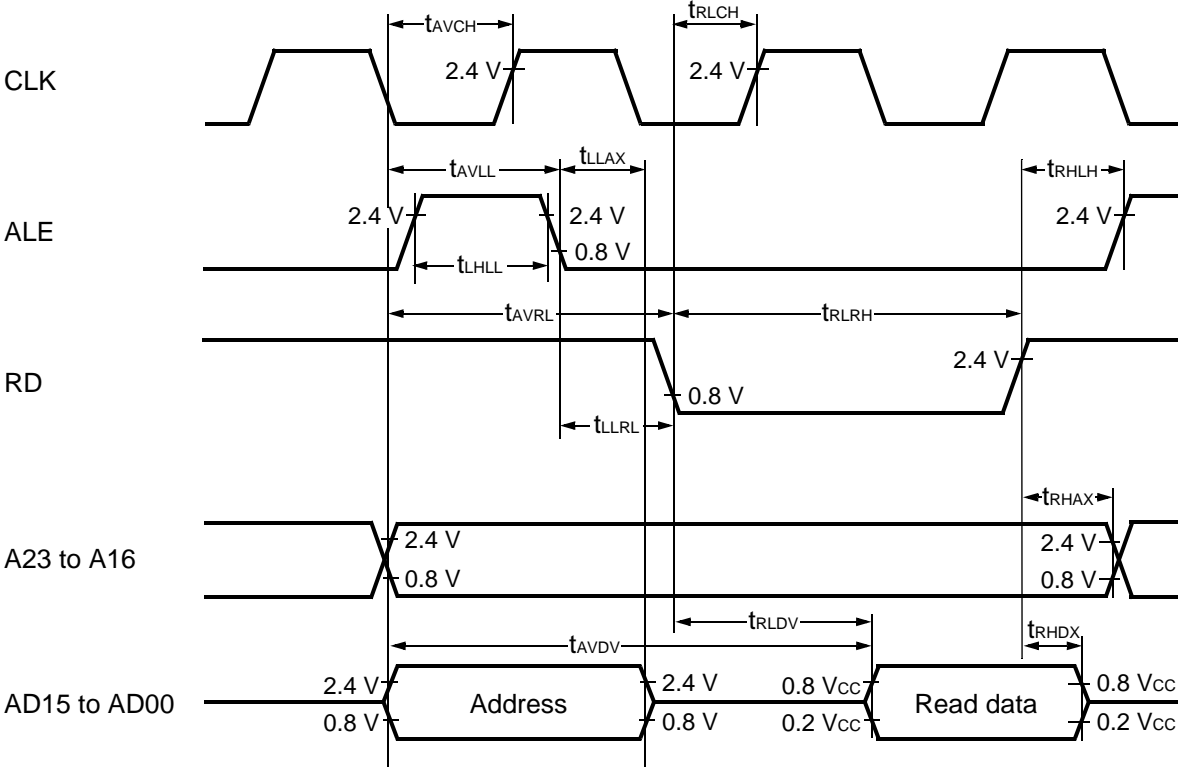 tAVCH
tRLCH
CLK
2.4 V
2.4 V
tAVLL
tLLAX
tRHLH
ALE
2.4 V
2.4 V
2.4 V
0.8 V
tLHLL
tAVRL
tRLRH
RD
2.4 V
0.8 V
tLLRL
tRHAX
A23 to A16
2.4 V
2.4 V
0.8 V
0.8 V
tRLDV
tRHDX
tAVDV
AD15 to AD00
2.4 V
Address
2.4 V
0.8 VCC
Read data
0.8 VCC
0.8 V
0.8 V
0.2 VCC
0.2 VCC